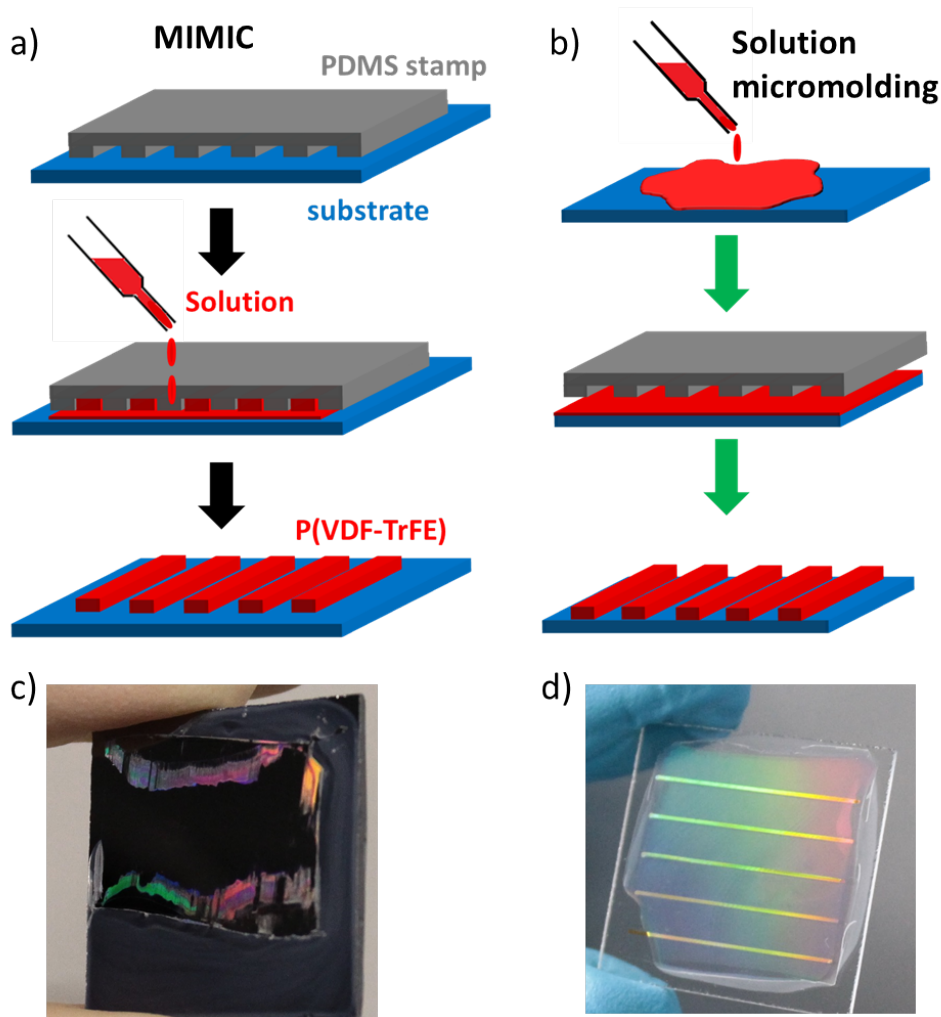 a)
MIMIC
PDMS stamp
substrate
Solution
P(VDF-TrFE)
b)
Solution
micromolding
c)
d)